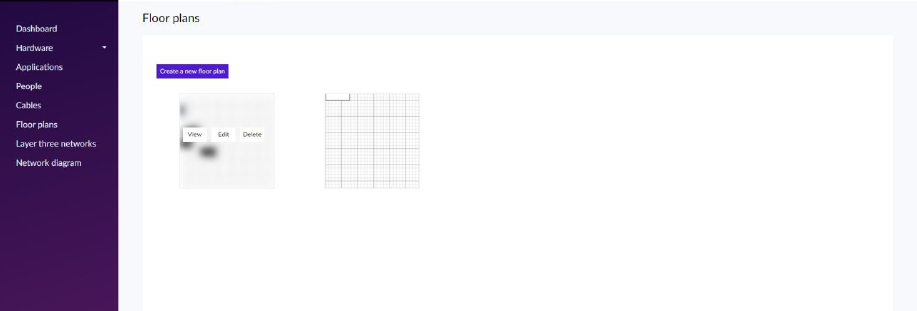 Dashboard
Hardware
Applications
People
Cables
Floor plans
Layer three networks
Network diagram
Floor plans
Create a new floor plan
View Edit Delete